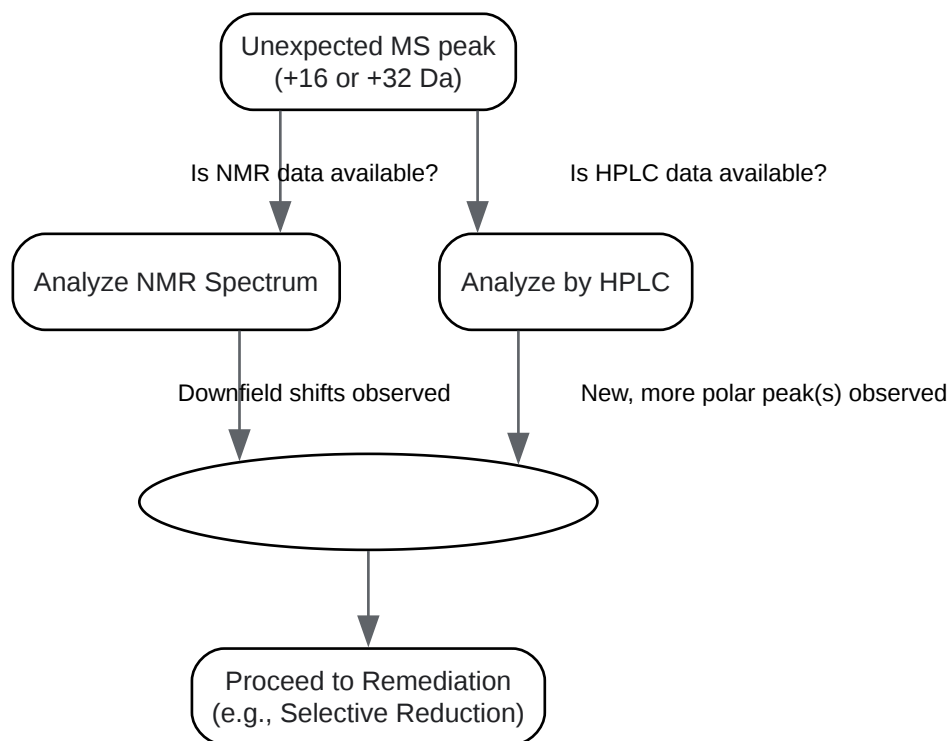 Unexpected MS peak
(+16 or +32 Da)
Is NMR data available?
Is HPLC data available?
Analyze NMR Spectrum
Analyze by HPLC
Downfield shifts observed
New, more polar peak(s) observed
Proceed to Remediation
(e.g., Selective Reduction)